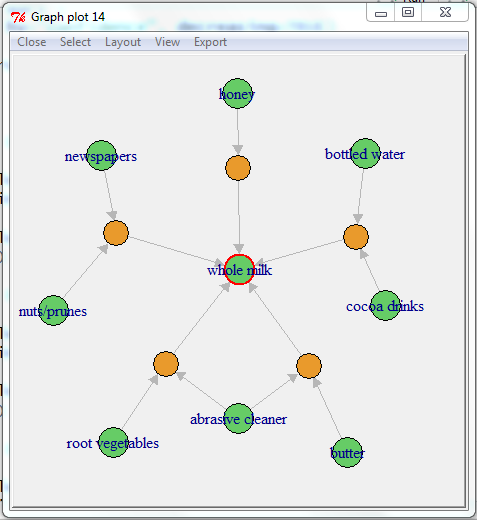 Graph plot 14
Close Select Layout View Export
honey
newspapers
bottled water
whole milk
nuts/prunes
cocoa drinks
abrasive cleaner
root vegetables
butter